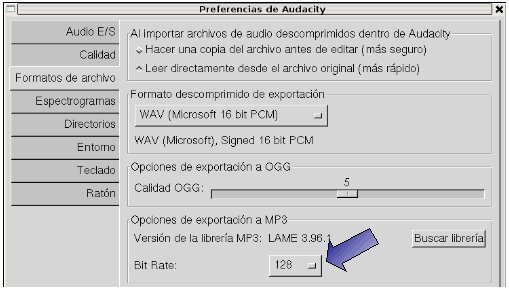 Preferencias de Audacity
Audio E/S
Calidad
Formatos de archivo
Espectrogramas
Directorios
Entorno
Teclado
Ratón
Al importar archivos de audio descomprimidos dentro de Audacity
Hacer una copia del archivo antes de editar (más seguro)
Leer directamente desde el archivo original (más rápido)
Formato descomprimido de exportación
WAV (Microsoft 16 bit PCM)
WAV (Microsoft), Signed 16 bit PCM
Opciones de exportación a OGG
Calidad OGG:
5
Opciones de exportación a MP3
Versión de la librería MP3: LAME 3.96.1
Buscar librería
Bit Rate:
128